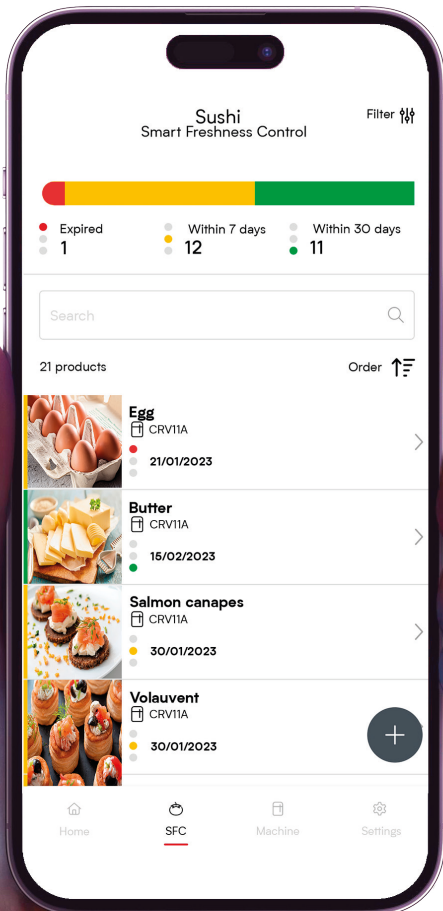 Sushi
Smart Freshness Control
Filter
Expired
1
Within 7 days
12
Within 30 days
11
Search
21 products
Order
Egg
CRV11A
21/01/2023
Butter
CRV11A
15/02/2023
Salmon canapes
CRV11A
30/01/2023
Volauvent
CRV11A
30/01/2023
Home
SFC
Machine
Settings